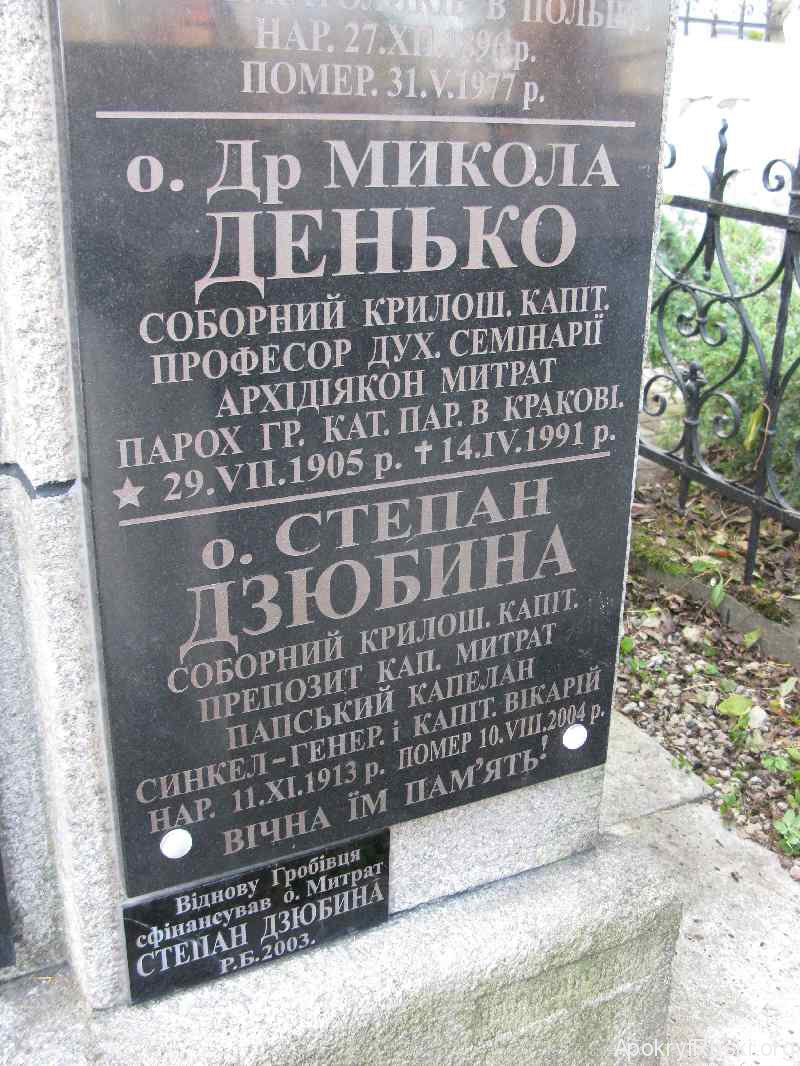 В ПОЛЬЩІ
НАР. 27.XII.1896 р.
ПОМЕР. 31.V.1977 р.
о. Др МИКОЛА
ДЕНЬКО
СОБОРНИЙ КРИЛОШ. КАПІТ.
ПРОФЕСОР ДУХ. СЕМІНАРІЇ
АРХІДІЯКОН МИТРАТ
ПАРОХ ГР. КАТ. ПАР. В КРАКОВІ.
★ 29.VII.1905 р. ✝ 14.IV.1991 р.
о. СТЕПАН
ДЗЮБИНА
СОБОРНИЙ КРИЛОШ. КАПІТ.
ПРЕПОЗИТ КАП. МИТРАТ
ПАПСЬКИЙ КАПЕЛАН
СИНКЕЛ-ГЕНЕР. і КАПІТ. ВІКАРІЙ
НАР. 11.XI.1913 р. ПОМЕР 10.VIII.2004 р.
ВІЧНА ЇМ ПАМ'ЯТЬ!
Віднову Гробівця
сфінансував о. Митрат
СТЕПАН ДЗЮБИНА
Р.Б.2003.
ApokryfRuski.org